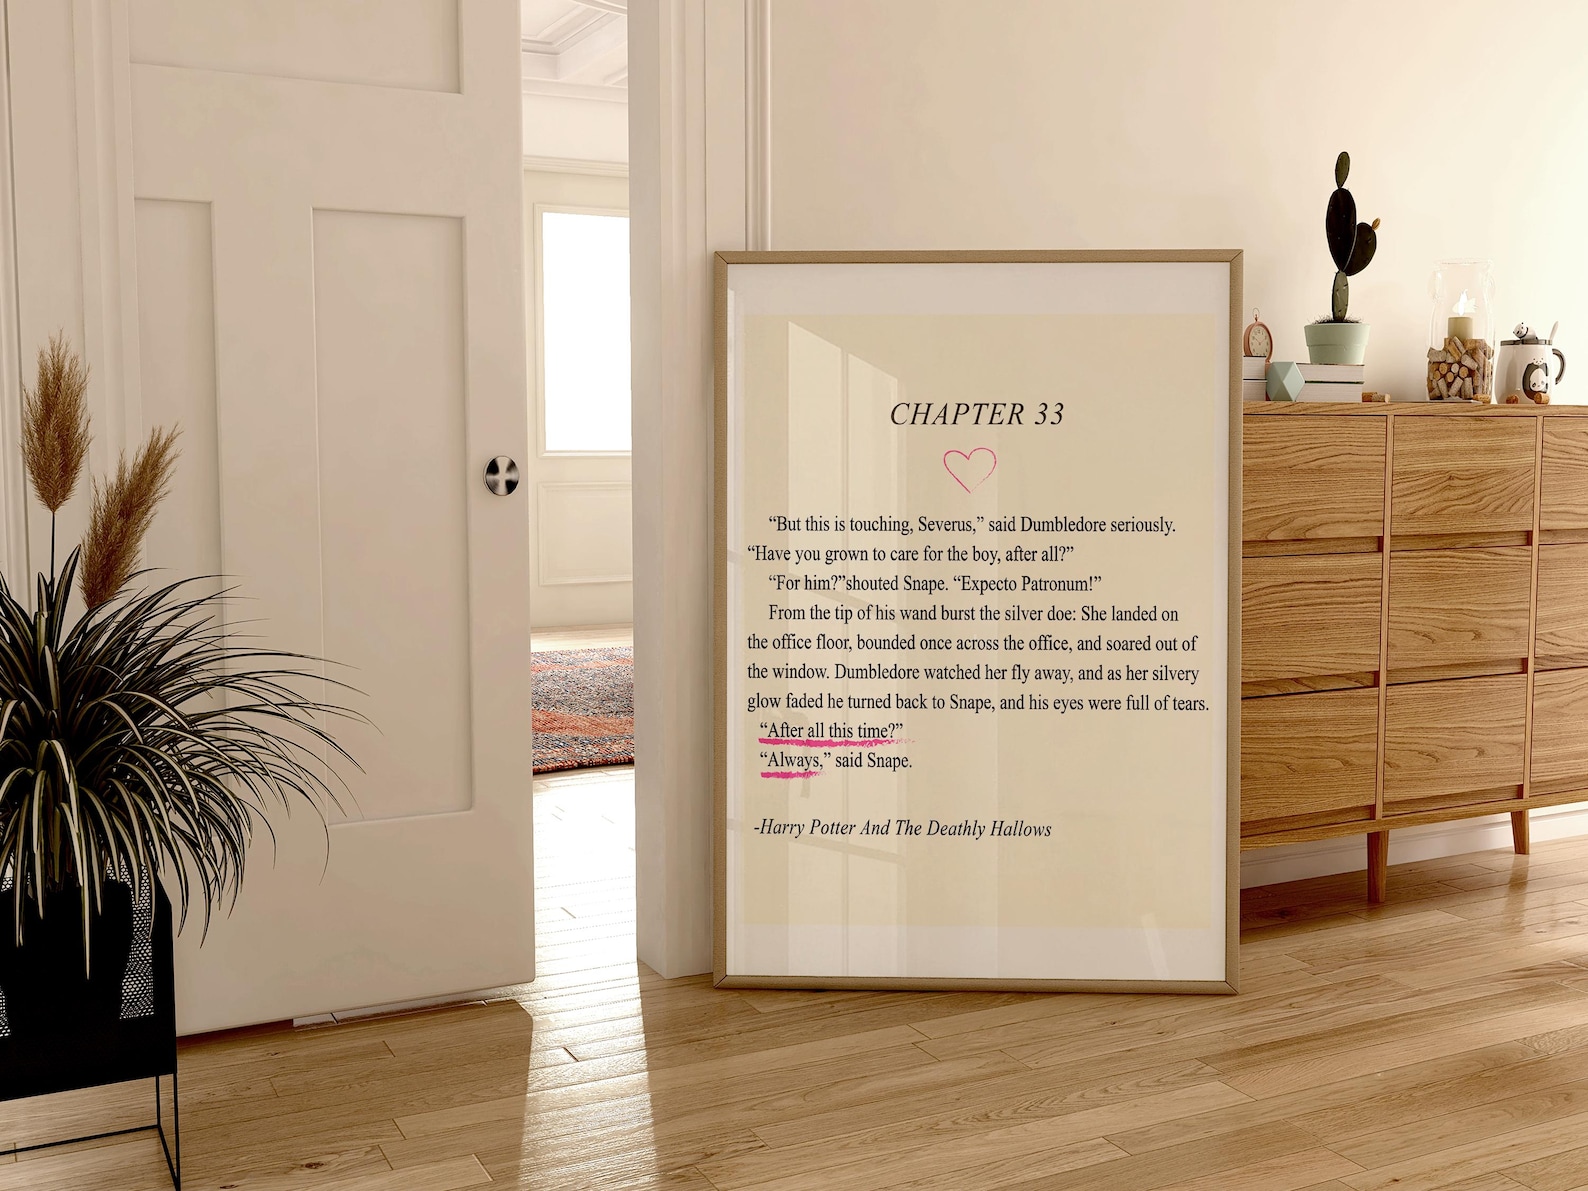 CHAPTER 33
“But this is touching, Severus,” said Dumbledore seriously.
“Have you grown to care for the boy, after all?”
“For him?”shouted Snape. “Expecto Patronum!”
From the tip of his wand burst the silver doe: She landed on
the office floor, bounded once across the office, and soared out of
the window. Dumbledore watched her fly away, and as her silvery
glow faded he turned back to Snape, and his eyes were full of tears.
“After all this time?”
“Always,” said Snape.
-Harry Potter And The Deathly Hallows